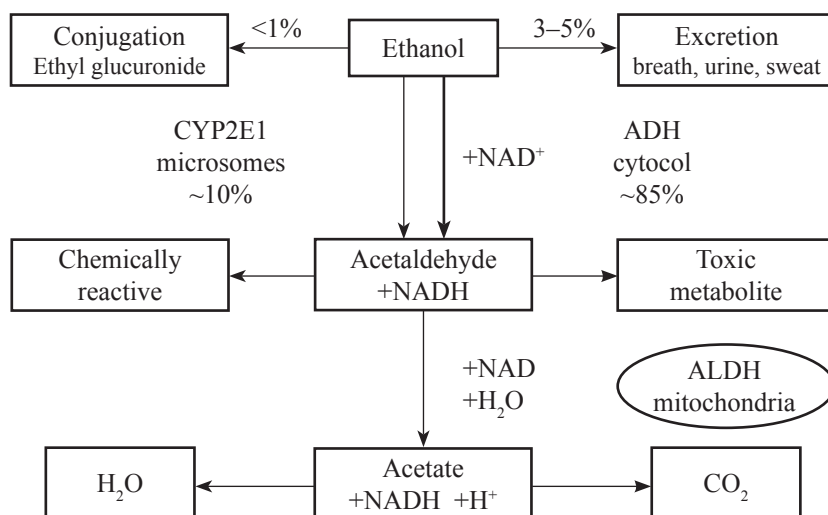 Conjugation
Ethyl glucuronide
<1%
Ethanol
3–5%
Excretion
breath, urine, sweat
CYP2E1
microsomes
~10%
+NAD⁺
ADH
cytocol
~85%
Chemically
reactive
Acetaldehyde
+NADH
Toxic
metabolite
+NAD
+H₂O
ALDH
mitochondria
H₂O
Acetate
+NADH +H⁺
CO₂